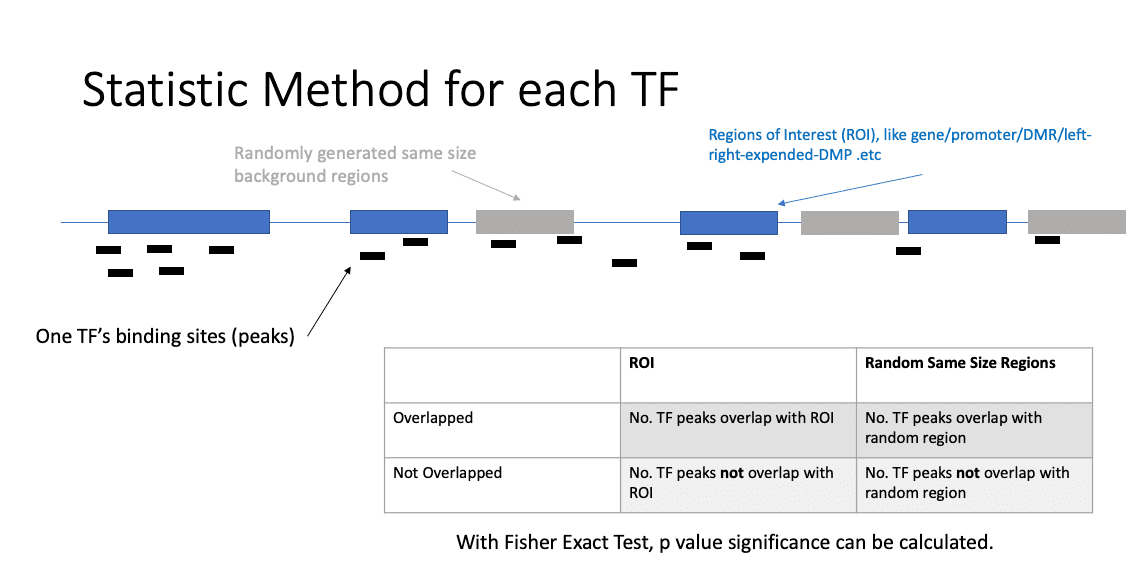 Statistic Method for each TF
Regions of Interest (ROI), like gene/promoter/DMR/left-
right-expended-DMP .etc
Randomly generated same size
background regions
One TF’s binding sites (peaks)
ROI
Random Same Size Regions
Overlapped
No. TF peaks overlap with ROI
No. TF peaks overlap with
random region
Not Overlapped
No. TF peaks not overlap with
ROI
No. TF peaks not overlap with
random region
With Fisher Exact Test, p value significance can be calculated.